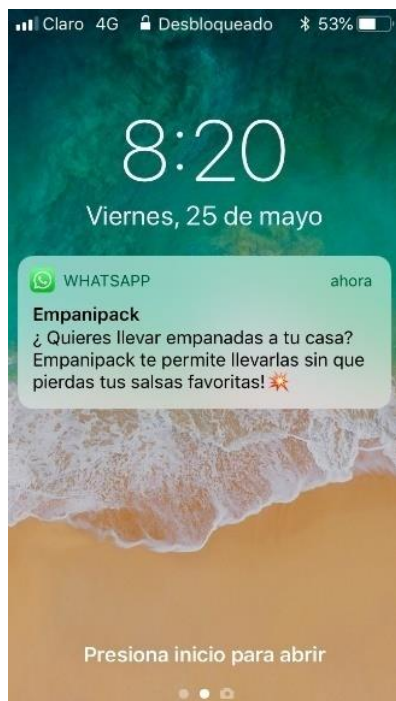 Claro 4G Desbloqueado 53%
8:20
Viernes, 25 de mayo
WHATSAPP ahora
Empanipack
¿ Quieres llevar empanadas a tu casa?
Empanipack te permite llevarlas sin que
pierdas tus salsas favoritas!💥
Presiona inicio para abrir